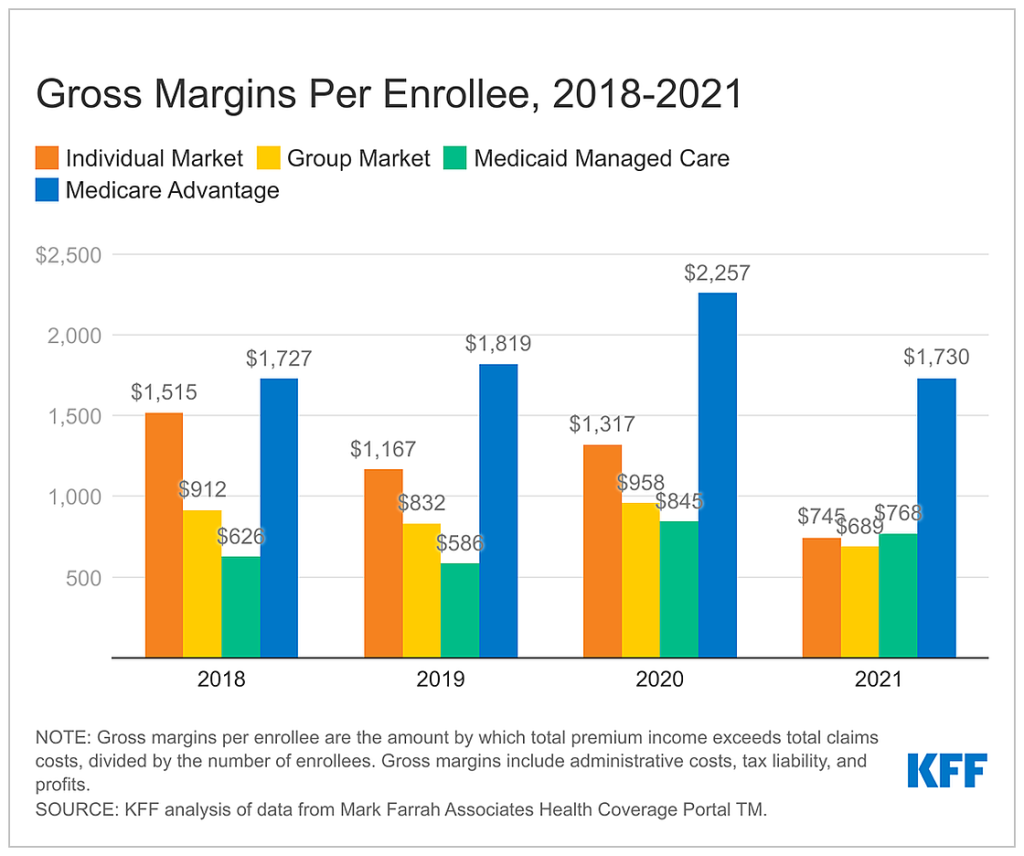 Gross Margins Per Enrollee, 2018-2021
Individual Market Group Market Medicaid Managed Care
Medicare Advantage
$2,500
2,000
1,500
1,000
500
$1,515
$912
$626
$1,727
$1,167
$832
$586
$1,819
$1,317
$958
$845
$2,257
$745
$689
$768
$1,730
2018 2019 2020 2021
NOTE: Gross margins per enrollee are the amount by which total premium income exceeds total claims
costs, divided by the number of enrollees. Gross margins include administrative costs, tax liability, and
profits.
SOURCE: KFF analysis of data from Mark Farrah Associates Health Coverage Portal TM.
KFF